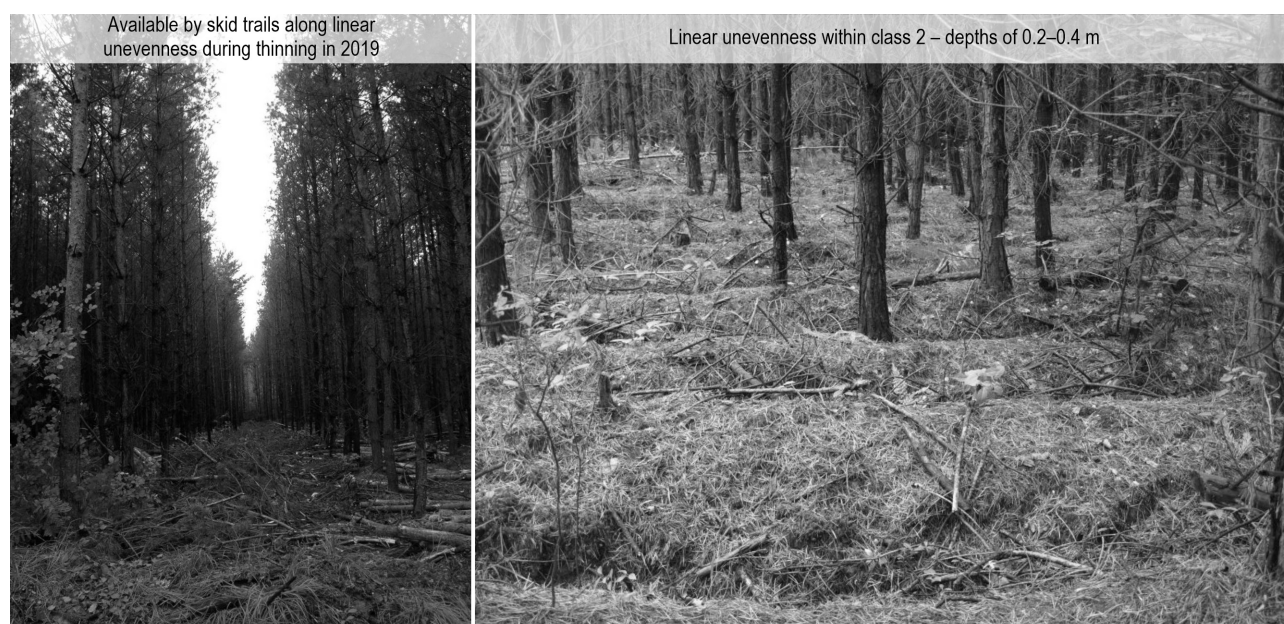 Available by skid trails along linear
unevenness during thinning in 2019
Linear unevenness within class 2 – depths of 0.2–0.4 m